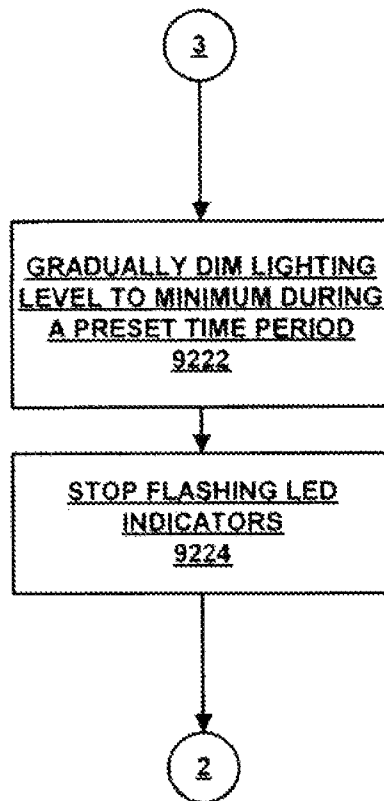 3
GRADUALLY DIM LIGHTING
LEVEL TO MINIMUM DURING
A PRESET TIME PERIOD
9222
STOP FLASHING LED
INDICATORS
9224
2